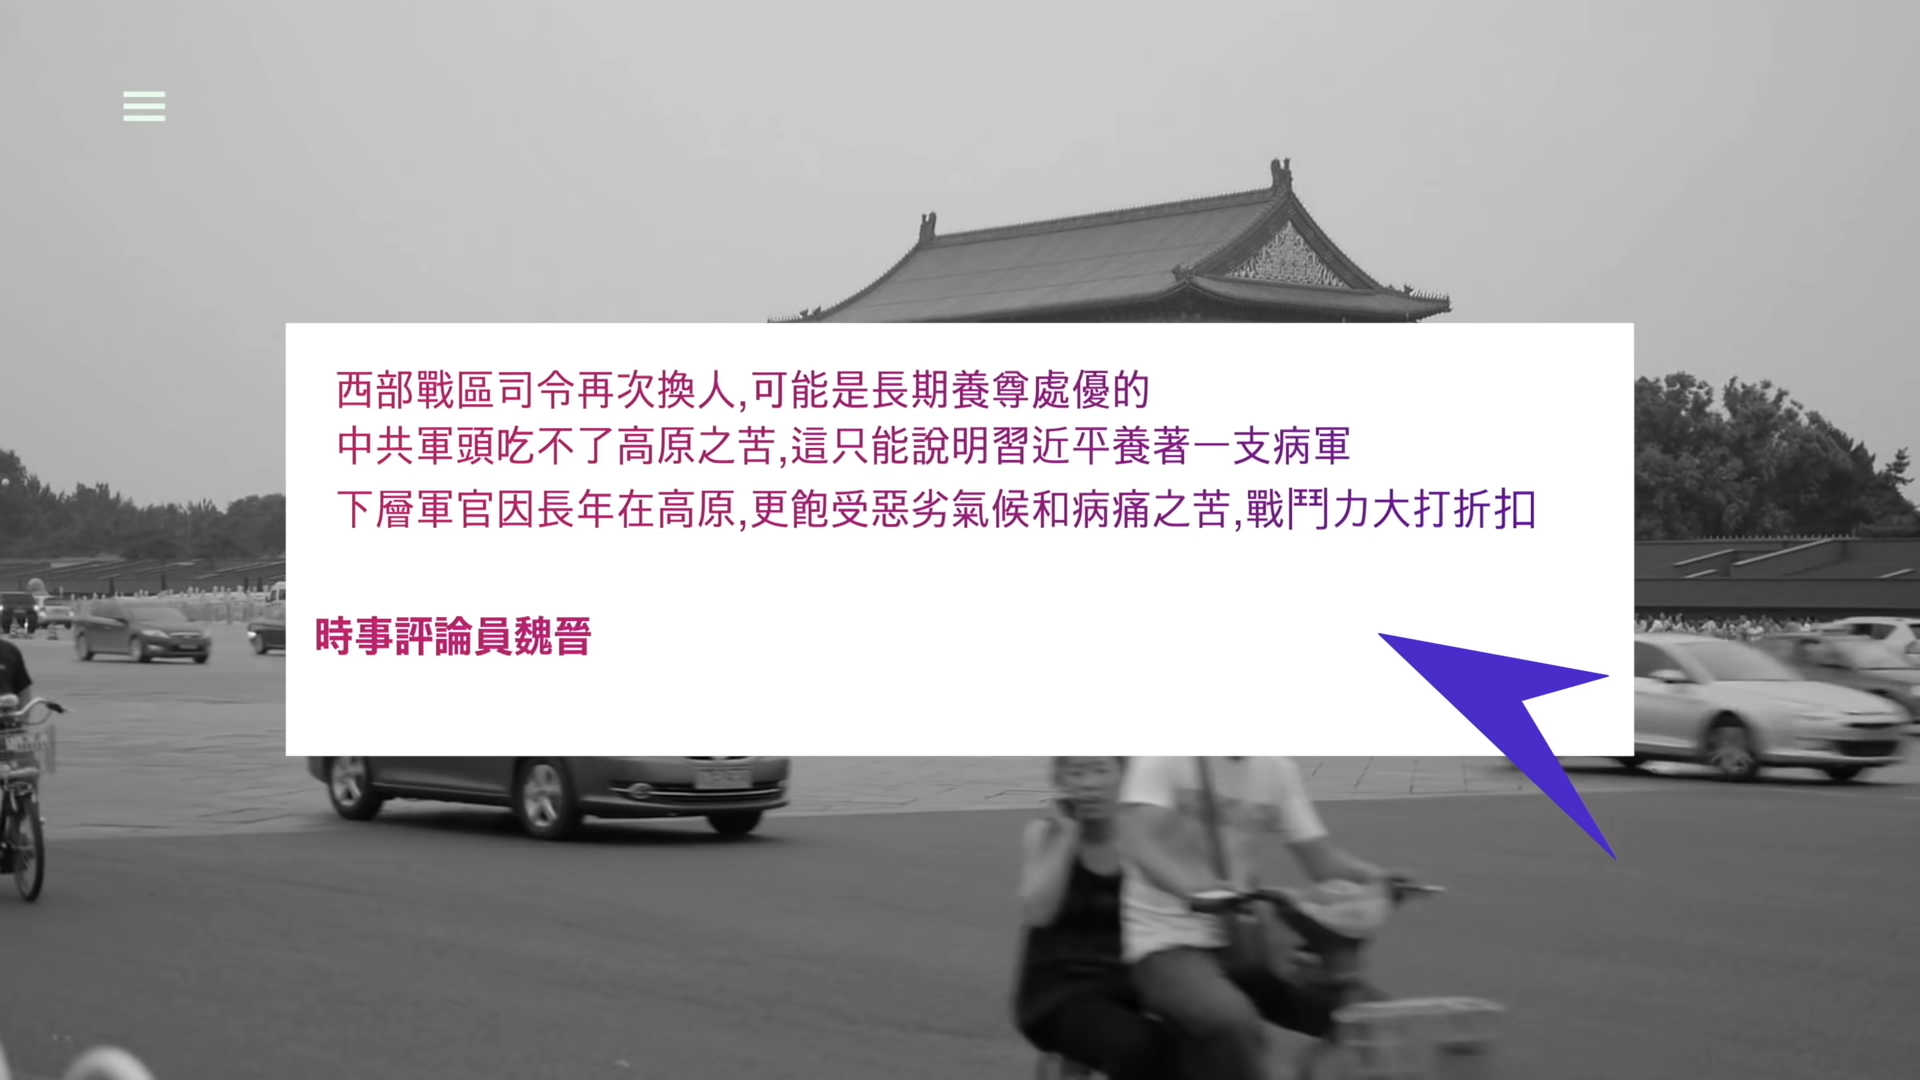 西部戰區司令再次換人,可能是長期養尊處優的
中共軍頭吃不了高原之苦,這只能說明習近平養著一支病軍
下層軍官因長年在高原,更飽受惡劣氣候和病痛之苦,戰鬥力大打折扣
時事評論員魏晉